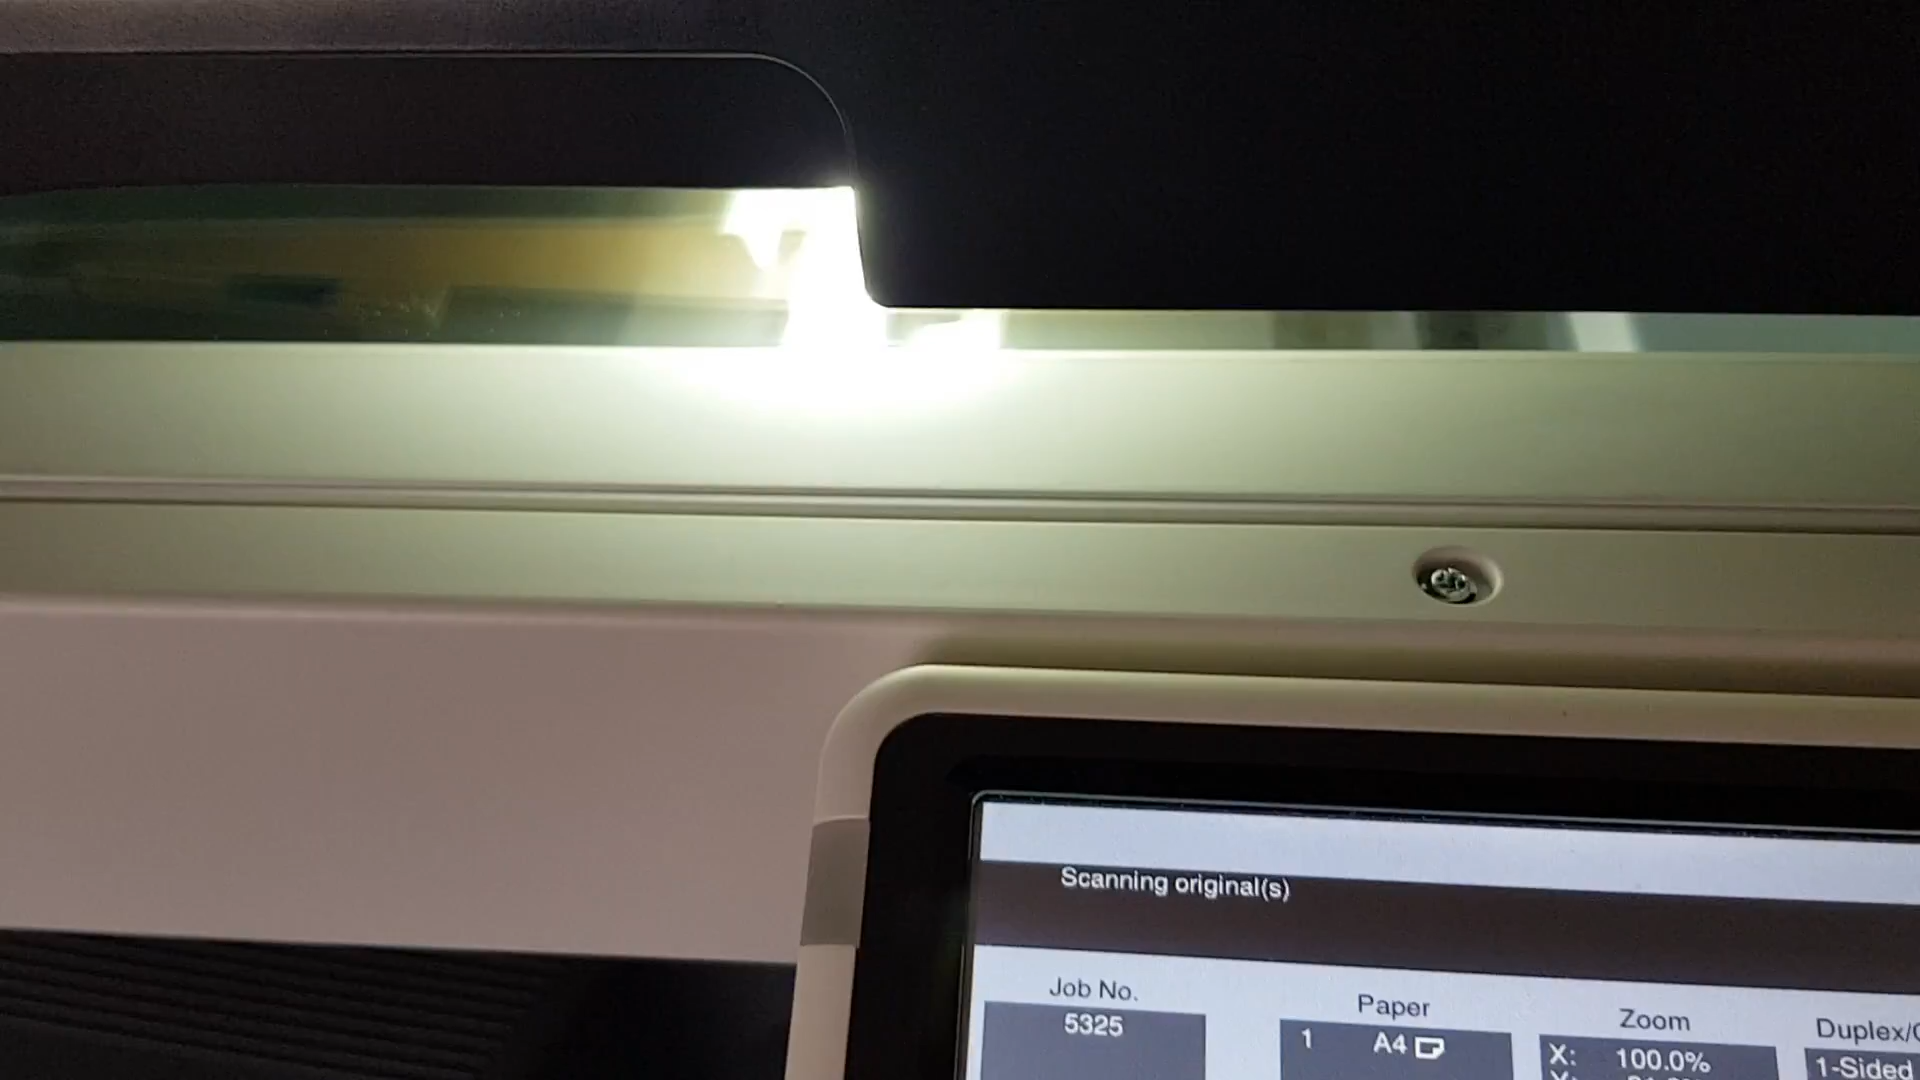 Scanning original(s)
Job No.
5325
Paper
1 A4
Zoom
X: 100.0%
Duplex/
1-Sided